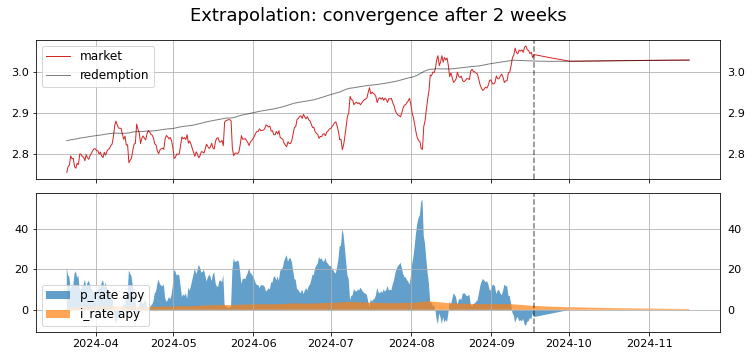 Extrapolation: convergence after 2 weeks
market
redemption
3.0
2.9
2.8
3.0
2.9
2.8
p_rate apy
i_rate apy
40
20
0
40
20
0
2024-04 2024-05 2024-06 2024-07 2024-08 2024-09 2024-10 2024-11